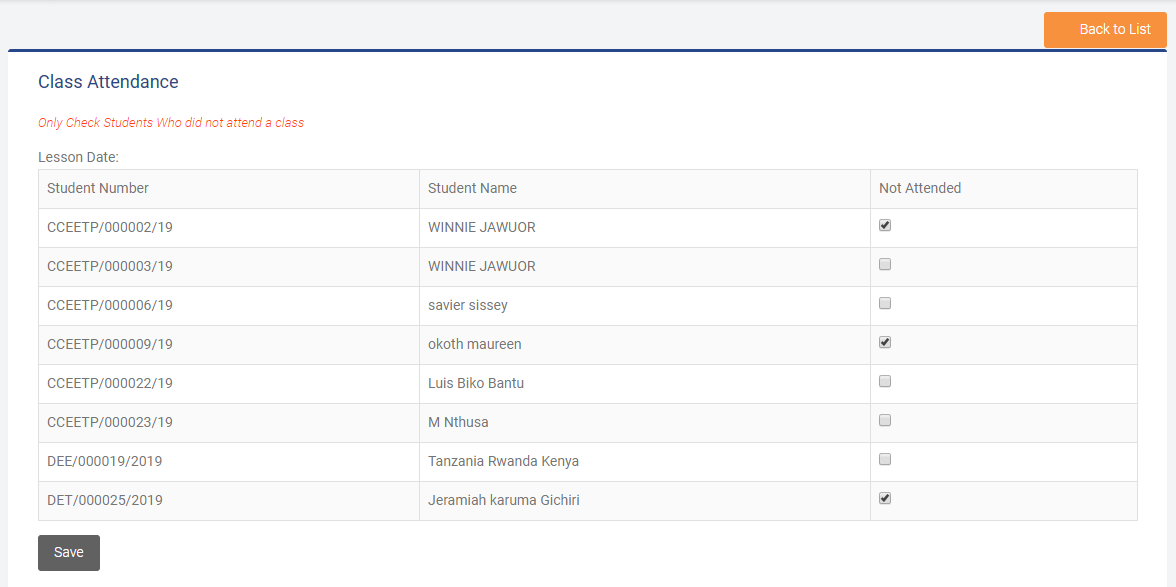 Back to List
Class Attendance
Only Check Students Who did not attend a class
Lesson Date:
Student Number Student Name Not Attended
CCEETP/000002/19 WINNIE JAWUOR
CCEETP/000003/19 WINNIE JAWUOR
CCEETP/000006/19 savier sissey
CCEETP/000009/19 okoth maureen
CCEETP/000022/19 Luis Biko Bantu
CCEETP/000023/19 M Nthusa
DEE/000019/2019 Tanzania Rwanda Kenya
DET/000025/2019 Jeramiah karuma Gichiri
Save